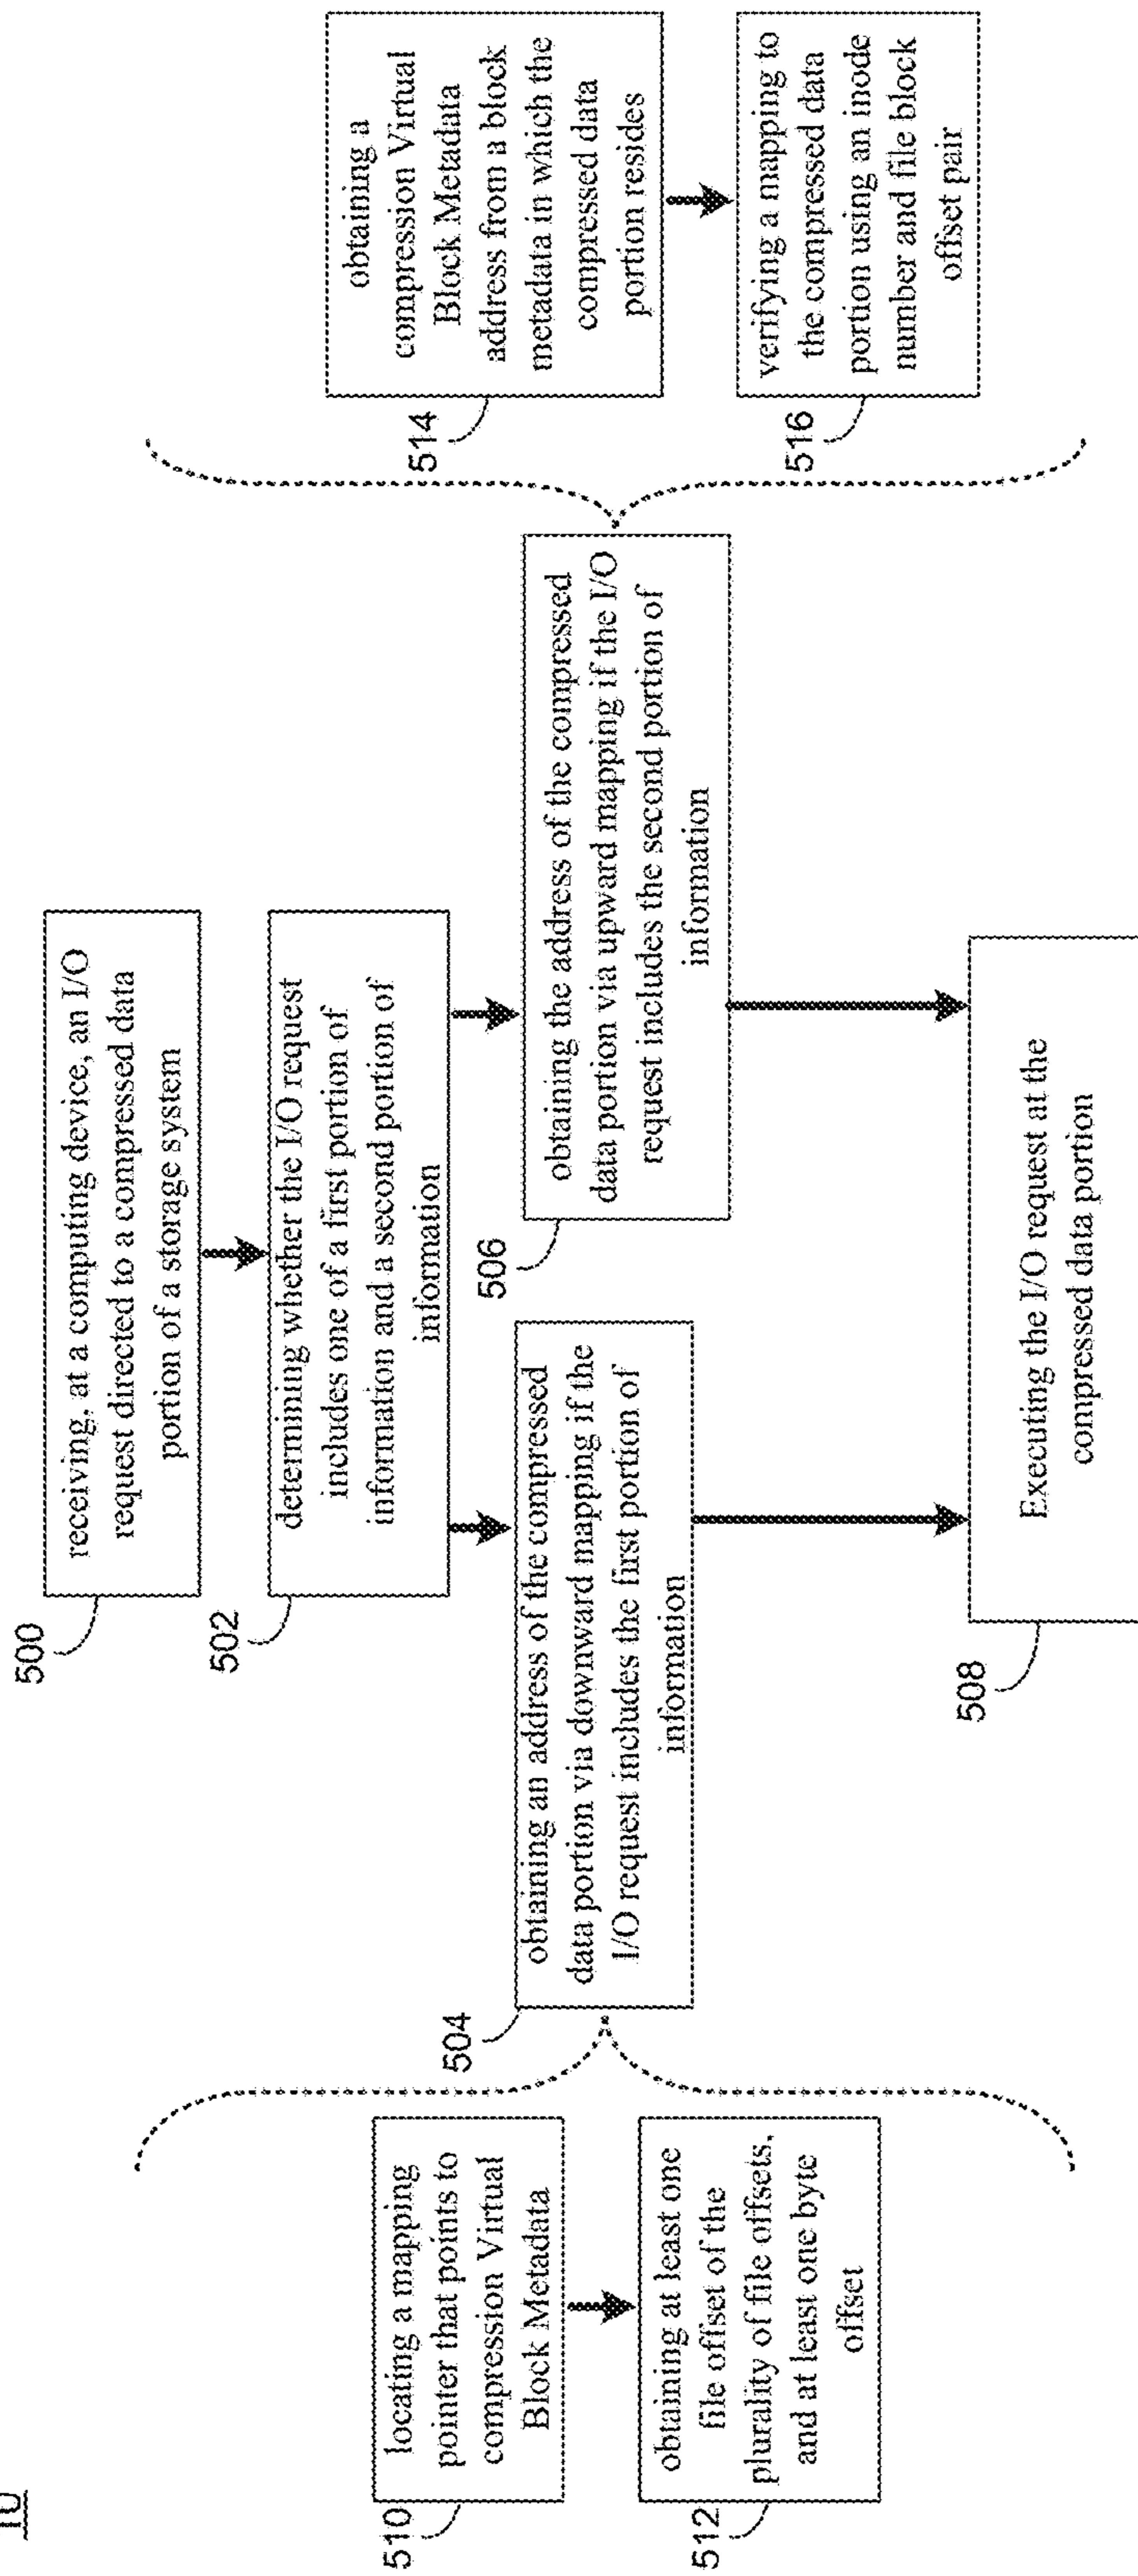 10
500
receiving, at a computing device, an I/O
request directed to a compressed data
portion of a storage system
502
determining whether the I/O request
includes one of a first portion of
information and a second portion of
information
504
obtaining an address of the compressed
data portion via downward mapping if the
I/O request includes the first portion of
information
506
obtaining the address of the compressed
data portion via upward mapping if the I/O
request includes the second portion of
information
508
Executing the I/O request at the
compressed data portion
510
locating a mapping
pointer that points to
compression Virtual
Block Metadata
512
obtaining at least one
file offset of the
plurality of file offsets,
and at least one byte
offset
514
obtaining a
compression Virtual
Block Metadata
address from a block
metadata in which the
compressed data
portion resides
516
verifying a mapping to
the compressed data
portion using an inode
number and file block
offset pair